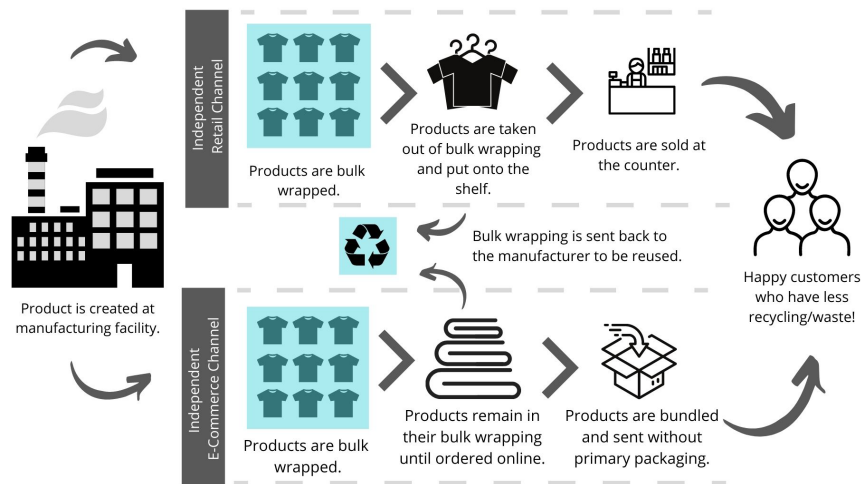 Independent
Retail Channel
Products are bulk
wrapped.
Products are taken
out of bulk wrapping
and put onto the
shelf.
Products are sold at
the counter.
Product is created at
manufacturing facility.
Bulk wrapping is sent back to
the manufacturer to be reused.
Happy customers
who have less
recycling/waste!
Independent
E-Commerce Channel
Products are bulk
wrapped.
Products remain in
their bulk wrapping
until ordered online.
Products are bundled
and sent without
primary packaging.